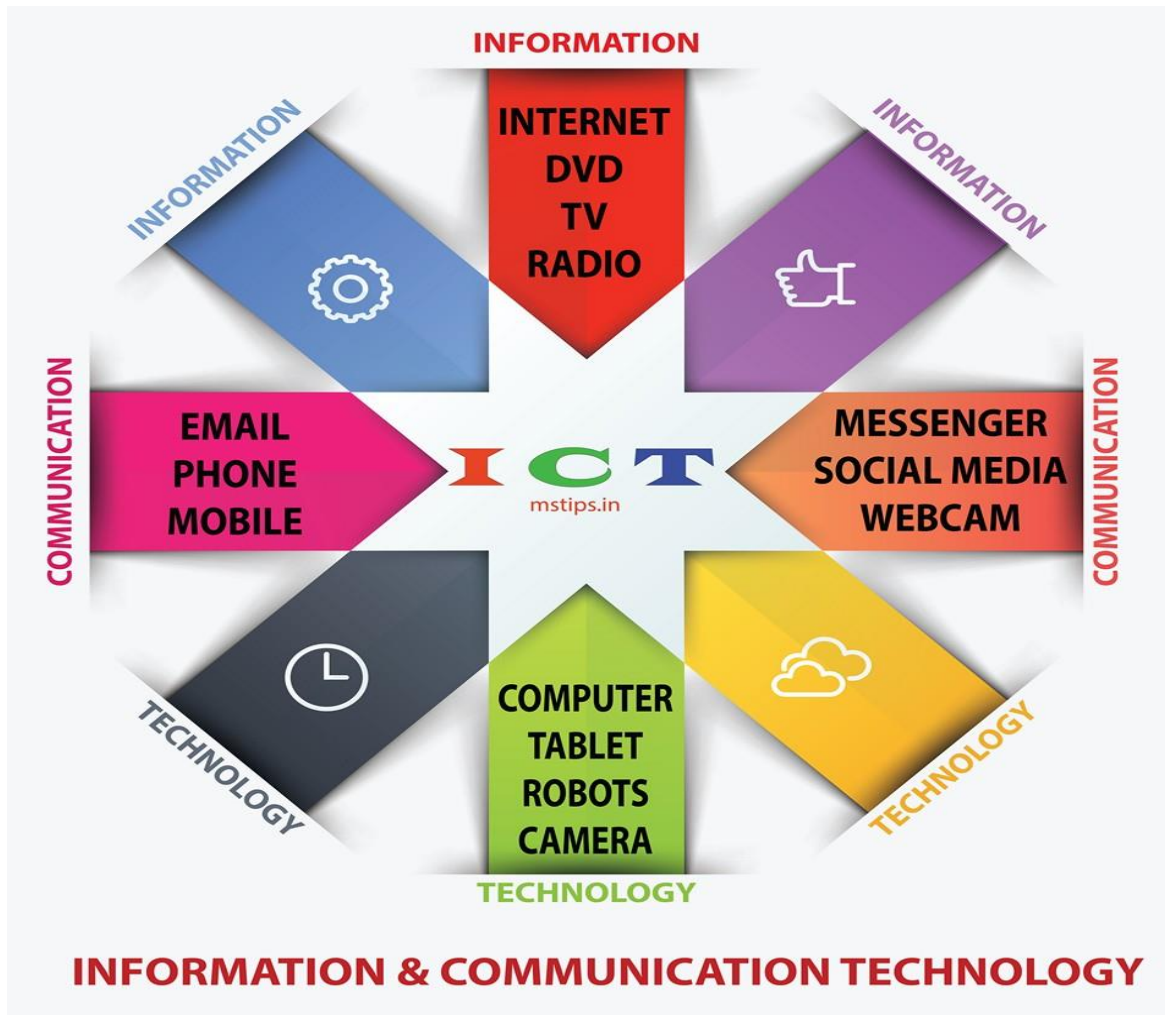 INFORMATION
INFORMATION
INFORMATION
INTERNET
DVD
TV
RADIO
COMMUNICATION
EMAIL
PHONE
MOBILE
ICT
mstips.in
MESSENGER
SOCIAL MEDIA
WEBCAM
COMMUNICATION
TECHNOLOGY
COMPUTER
TABLET
ROBOTS
CAMERA
TECHNOLOGY
TECHNOLOGY
INFORMATION & COMMUNICATION TECHNOLOGY